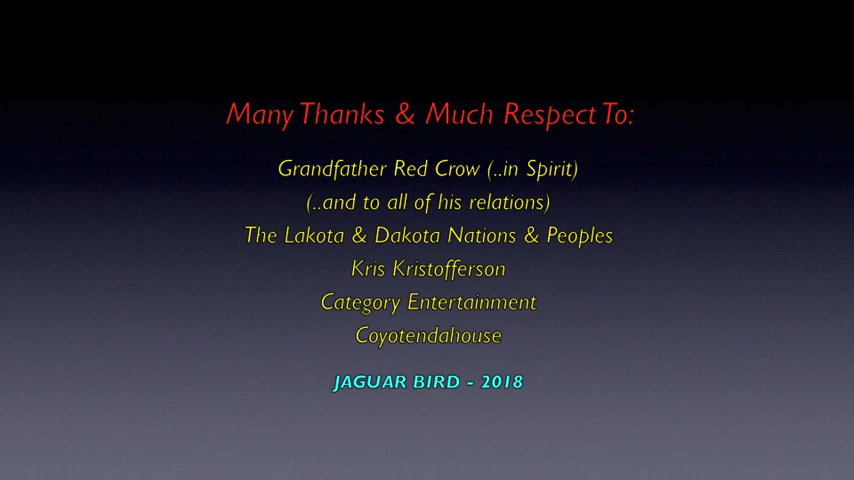 Many Thanks & Much Respect To:
Grandfather Red Crow (..in Spirit)
(..and to all of his relations)
The Lakota & Dakota Nations & Peoples
Kris Kristofferson
Category Entertainment
Coyotendahouse
JAGUAR BIRD - 2018